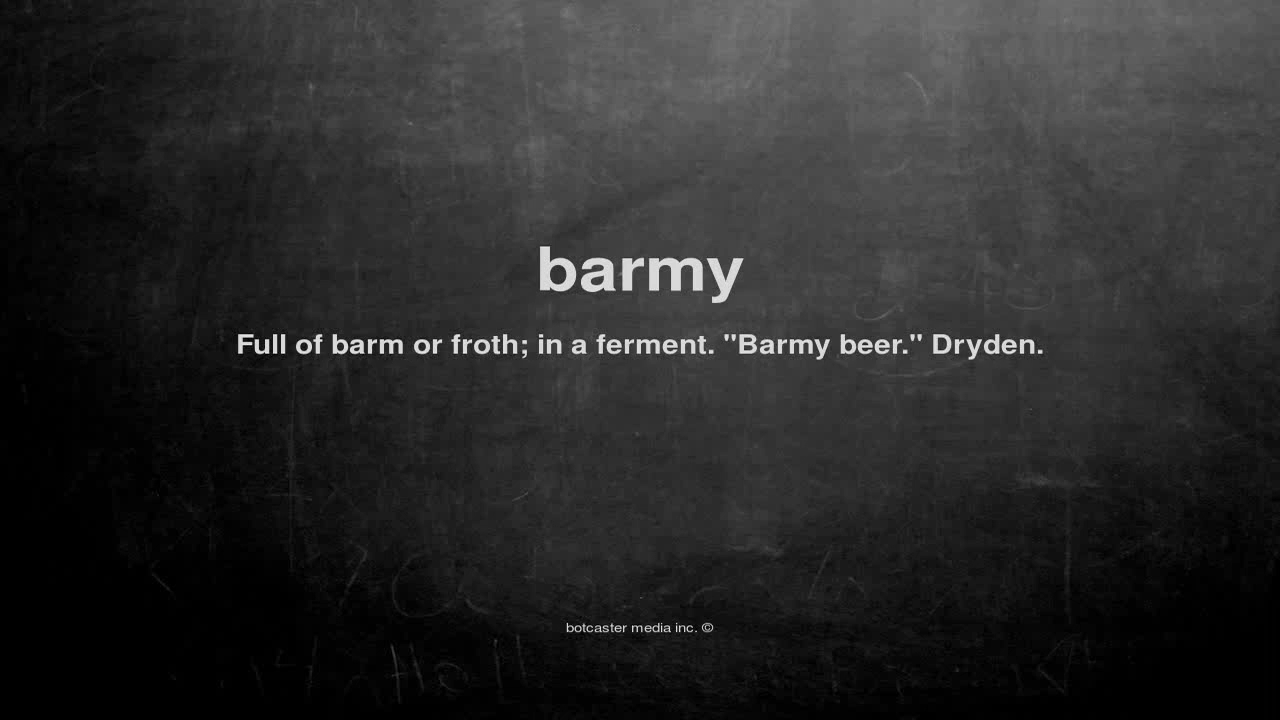 barmy
Full of barm or froth; in a ferment. "Barmy beer." Dryden.
botcaster media inc. ©